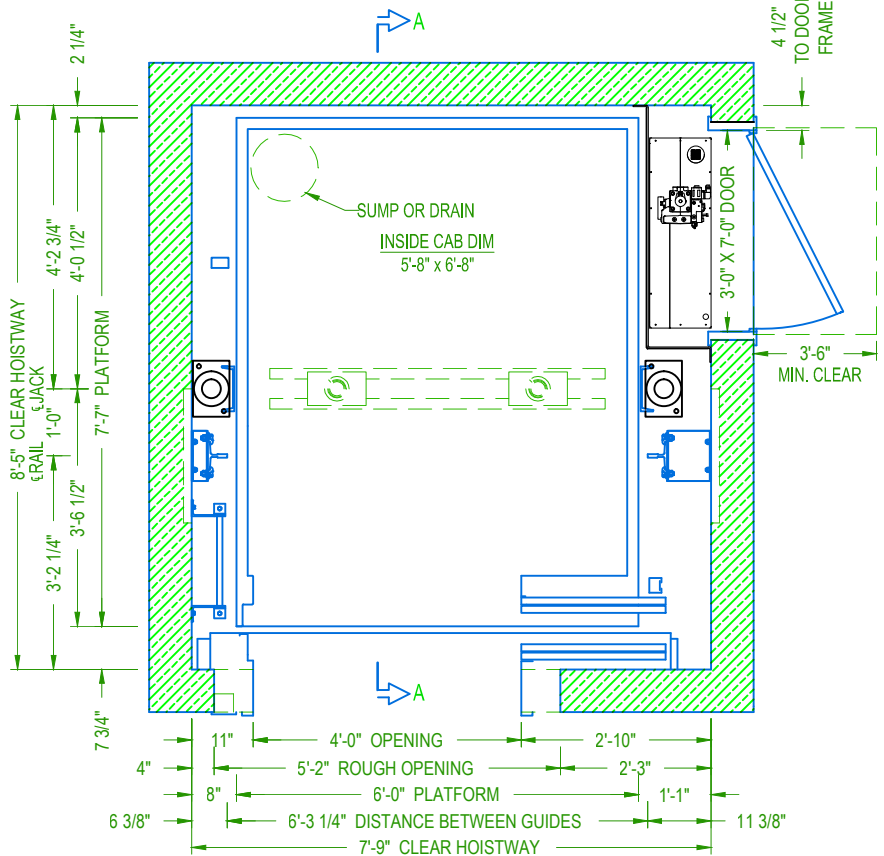 A
4 1/2"
TO DOOR
FRAME
2 1/4"
SUMP OR DRAIN
INSIDE CAB DIM
5'-8" x 6'-8"
3'-0" X 7'-0" DOOR
3'-6"
MIN. CLEAR
8'-5" CLEAR HOISTWAY
℄RAIL ℄JACK
4'-2 3/4"
1'-0"
3'-2 1/4"
4'-0 1/2"
3'-6 1/2"
7'-7" PLATFORM
7 3/4"
A
11" 4'-0" OPENING 2'-10"
4" 5'-2" ROUGH OPENING 2'-3"
8" 6'-0" PLATFORM 1'-1"
6 3/8" 6'-3 1/4" DISTANCE BETWEEN GUIDES 11 3/8"
7'-9" CLEAR HOISTWAY